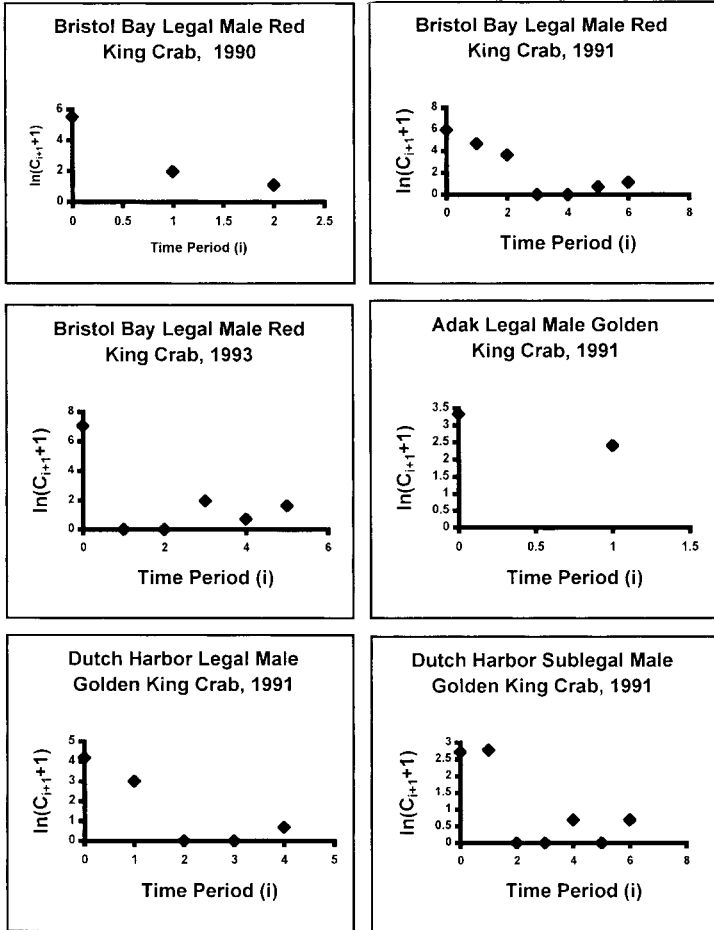 Bristol Bay Legal Male Red
King Crab, 1990
ln(Ci+1+1)
6
4
2
0
0 0.5 1 1.5 2 2.5
Time Period (i)
Bristol Bay Legal Male Red
King Crab, 1991
ln(Ci+1+1)
8
6
4
2
0
0 2 4 6 8
Time Period (i)
Bristol Bay Legal Male Red
King Crab, 1993
ln(Ci+1+1)
8
6
4
2
0
0 2 4 6
Time Period (i)
Adak Legal Male Golden
King Crab, 1991
ln(Ci+1+1)
3.5
3
2.5
2
1.5
1
0.5
0
0 0.5 1 1.5
Time Period (i)
Dutch Harbor Legal Male
Golden King Crab, 1991
ln(Ci+1+1)
5
4
3
2
1
0
0 1 2 3 4 5
Time Period (i)
Dutch Harbor Sublegal Male
Golden King Crab, 1991
ln(Ci+1+1)
3
2.5
2
1.5
1
0.5
0
0 2 4 6 8
Time Period (i)